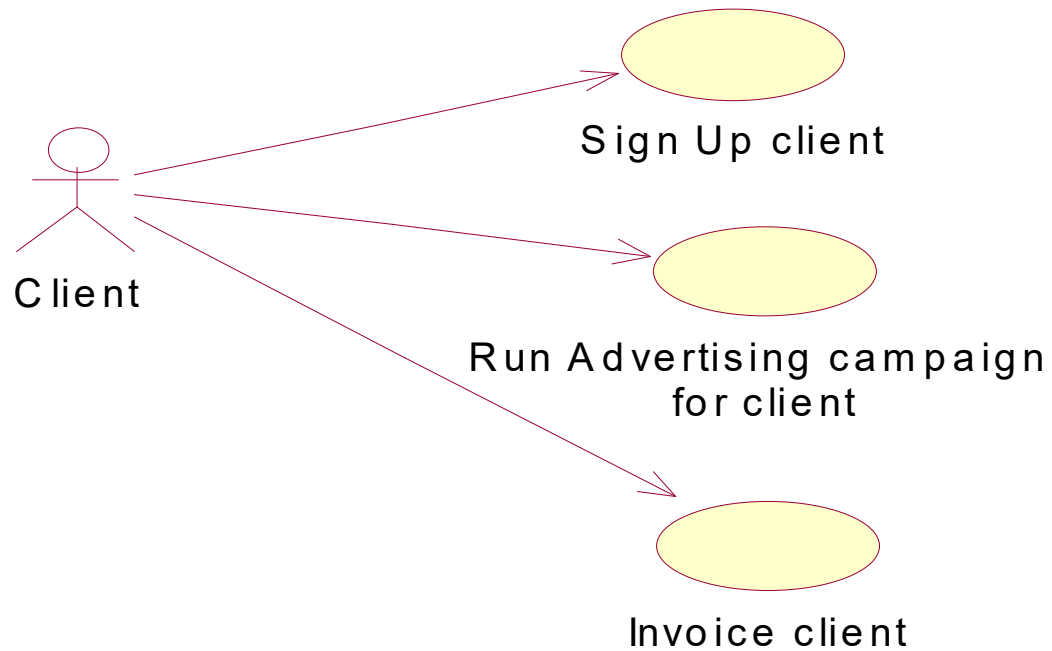 Sign Up client
Client
Run Advertising campaign
for client
Invoice client